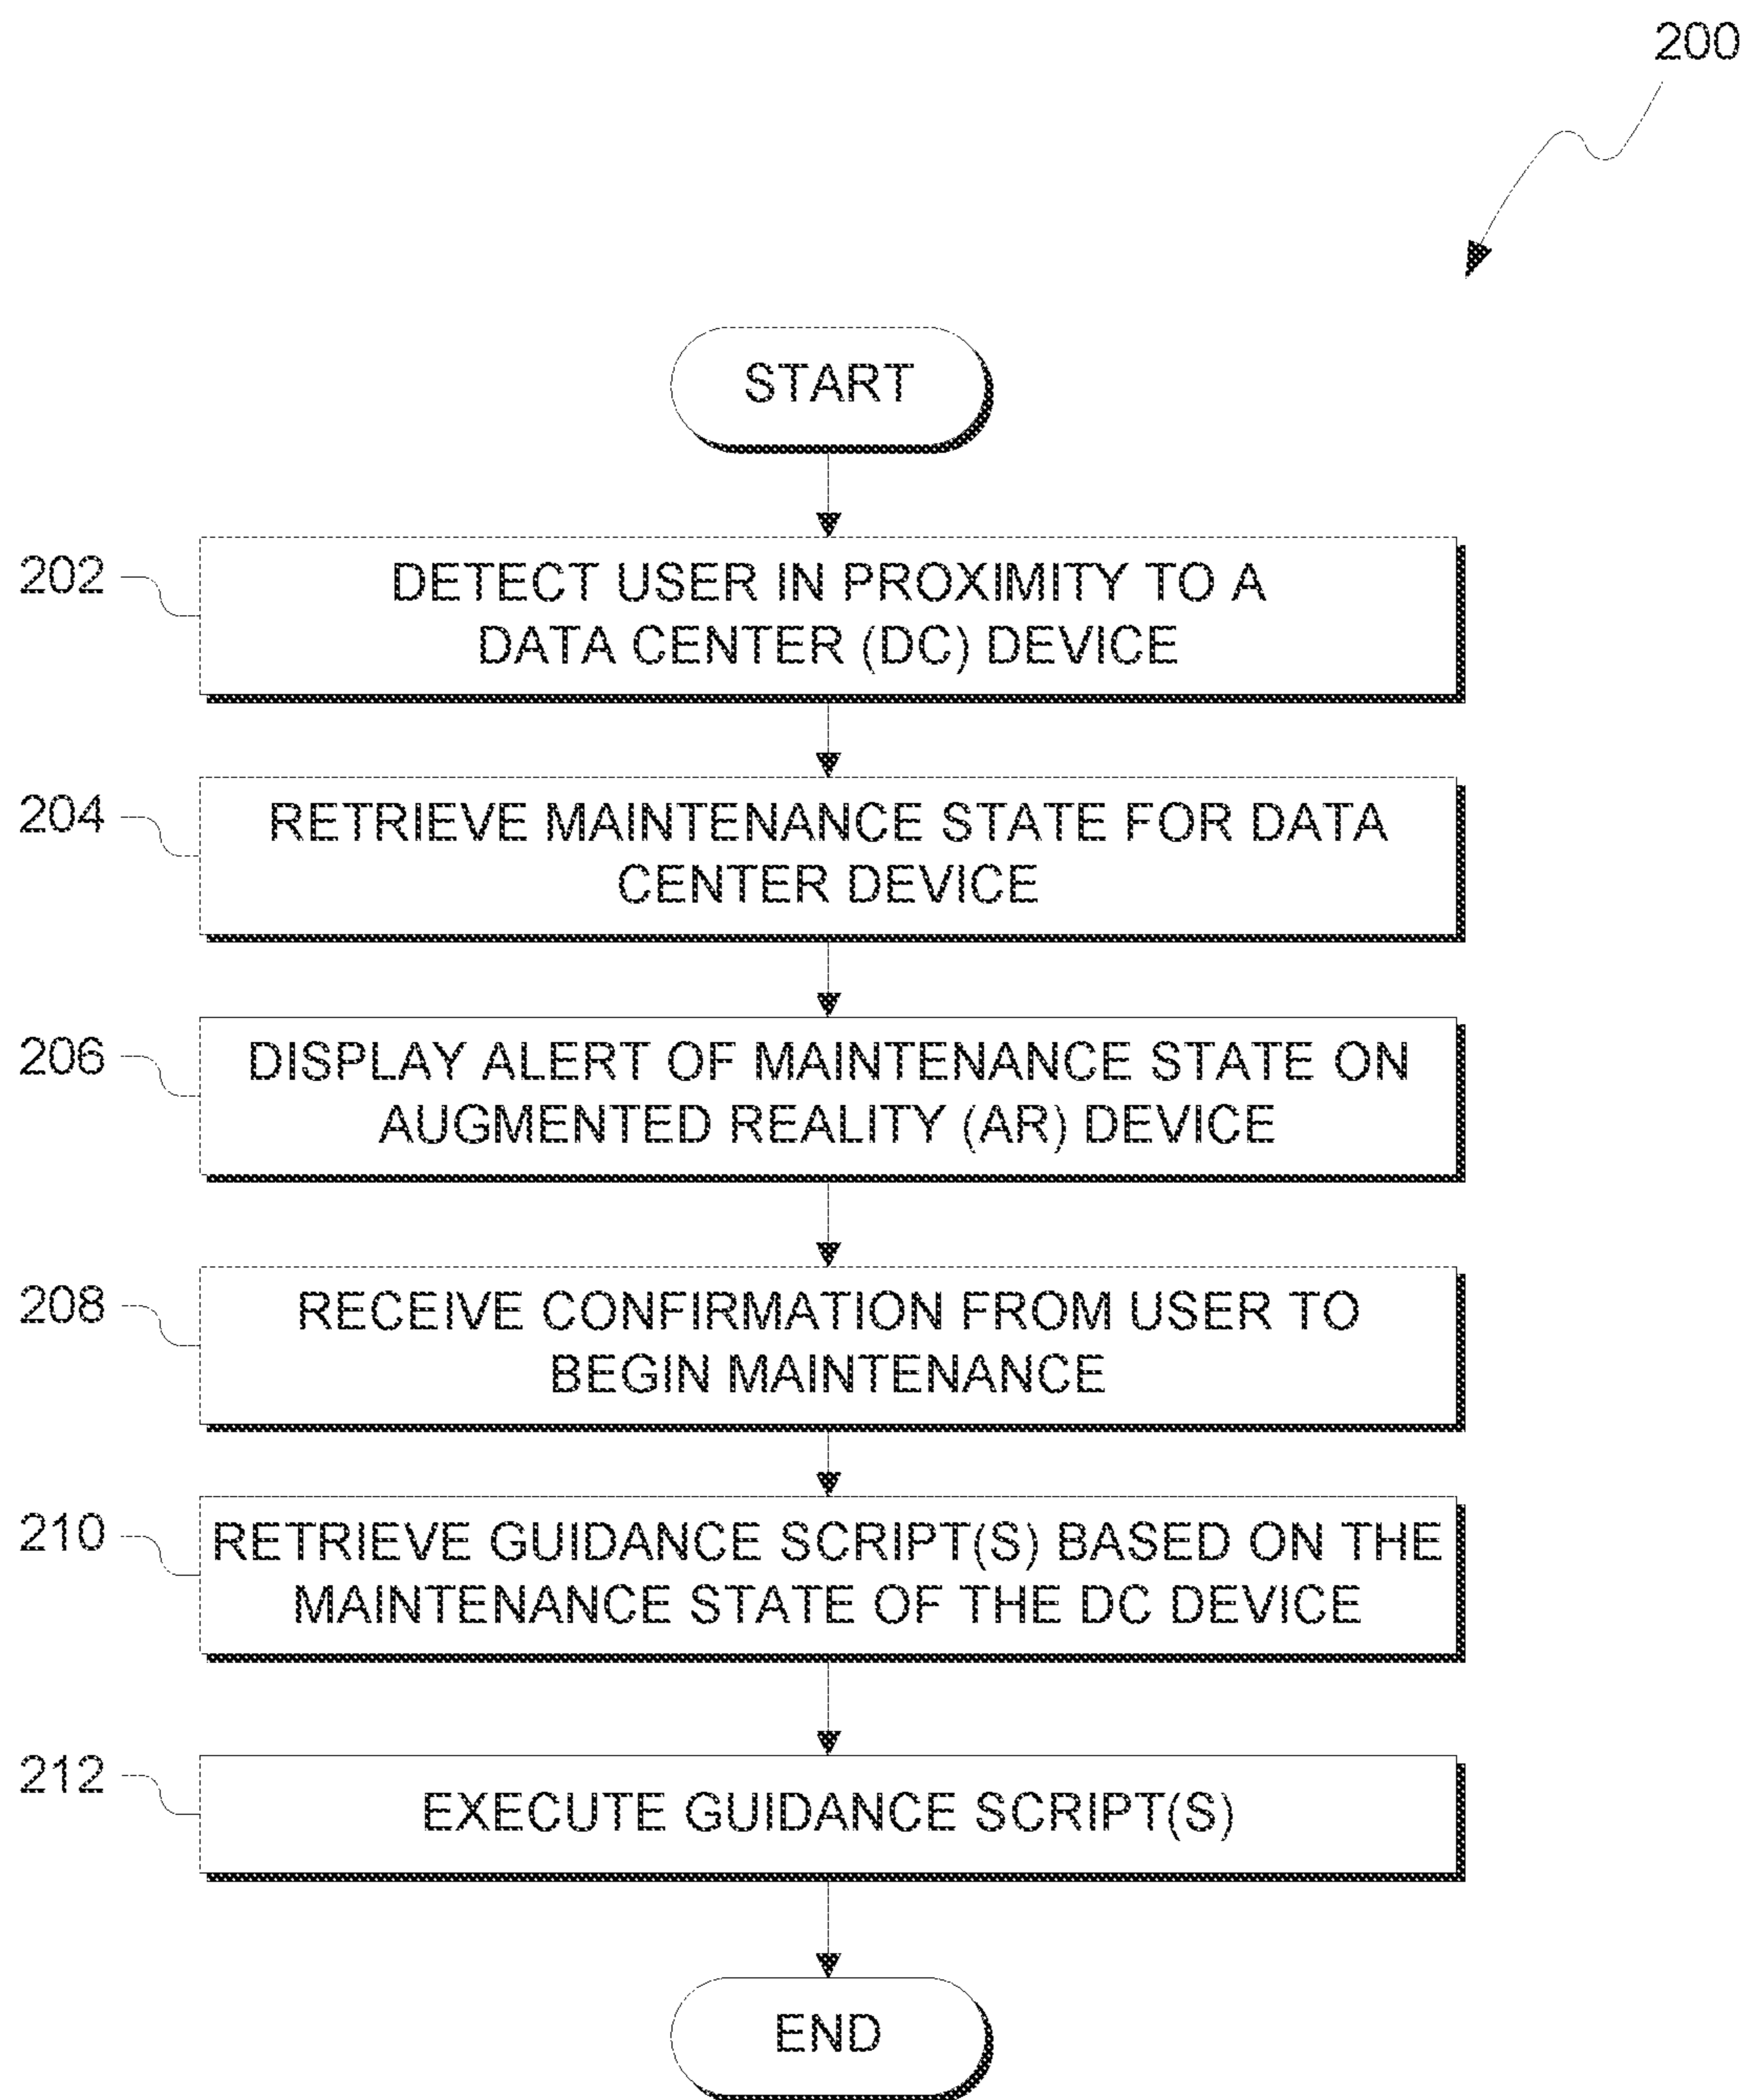 200
START
202
DETECT USER IN PROXIMITY TO A
DATA CENTER (DC) DEVICE
204
RETRIEVE MAINTENANCE STATE FOR DATA
CENTER DEVICE
206
DISPLAY ALERT OF MAINTENANCE STATE ON
AUGMENTED REALITY (AR) DEVICE
208
RECEIVE CONFIRMATION FROM USER TO
BEGIN MAINTENANCE
210
RETRIEVE GUIDANCE SCRIPT(S) BASED ON THE
MAINTENANCE STATE OF THE DC DEVICE
212
EXECUTE GUIDANCE SCRIPT(S)
END